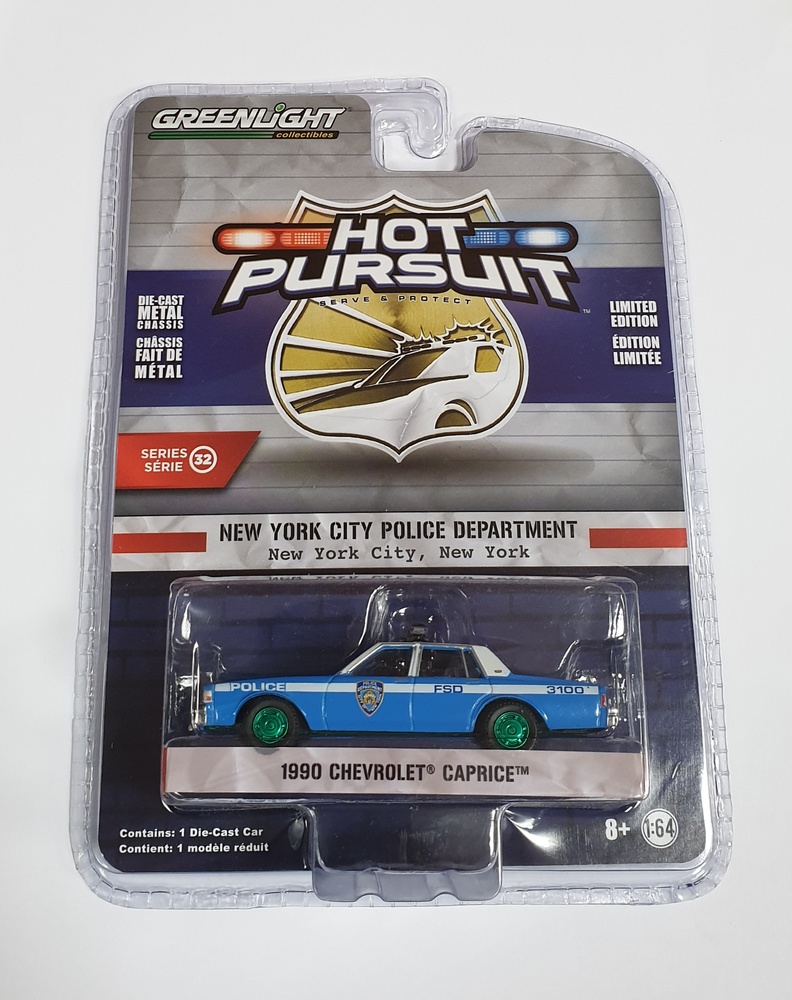 GREENLiGHT
collectibles
HOT
PURSUIT™
SERVE & PROTECT
DIE-CAST
METAL
CHASSIS
CHÂSSIS
FAIT DE
MÉTAL
LIMITED
EDITION
ÉDITION
LIMITÉE
SERIES
SÉRIE
32
NEW YORK CITY POLICE DEPARTMENT
New York City, New York
POLICE
FSD
3100
1990 CHEVROLET® CAPRICE™
Contains: 1 Die-Cast Car
Contient: 1 modèle réduit
8+
1:64